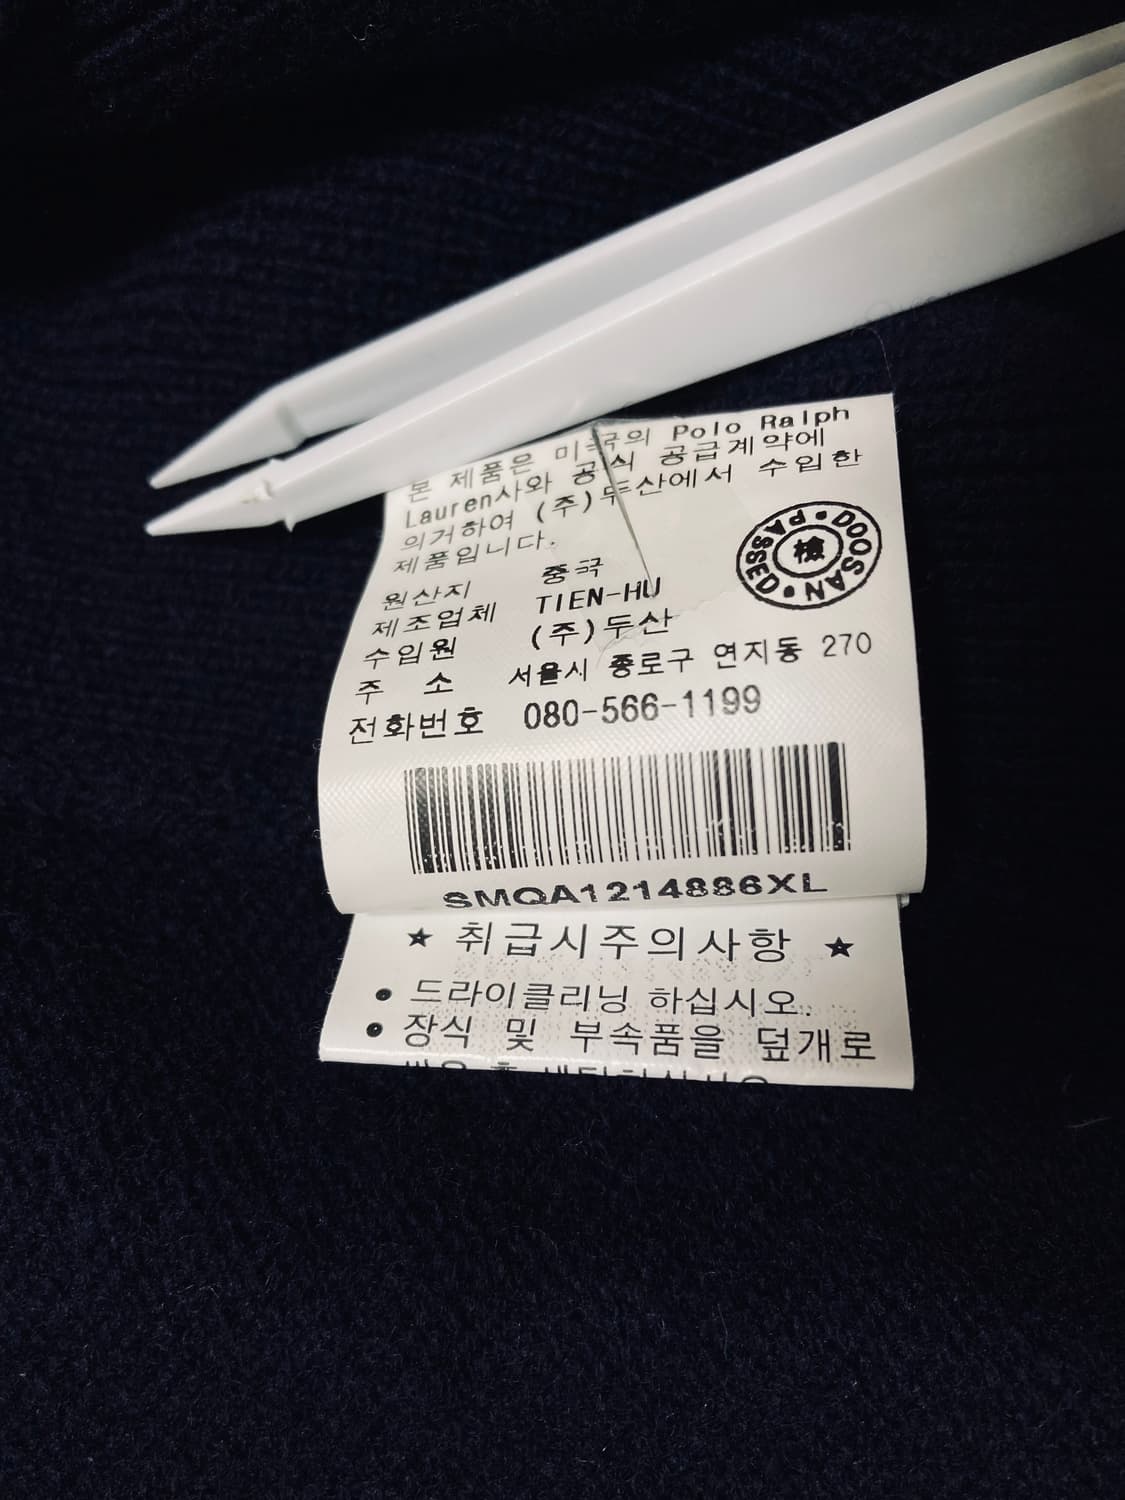 본 제품은 미국의 Polo Ralph
Lauren사와 공식 공급계약에
의거하여 (주)두산에서 수입한
제품입니다.
원산지 중국
제조업체 TIEN-HU
수입원 (주)두산
주 소 서울시 종로구 연지동 270
전화번호 080-566-1199
DOOSAN • PASSED •
檢
SMQA1214886XL
★ 취급시주의사항 ★
• 드라이클리닝 하십시오.
• 장식 및 부속품을 덮개로